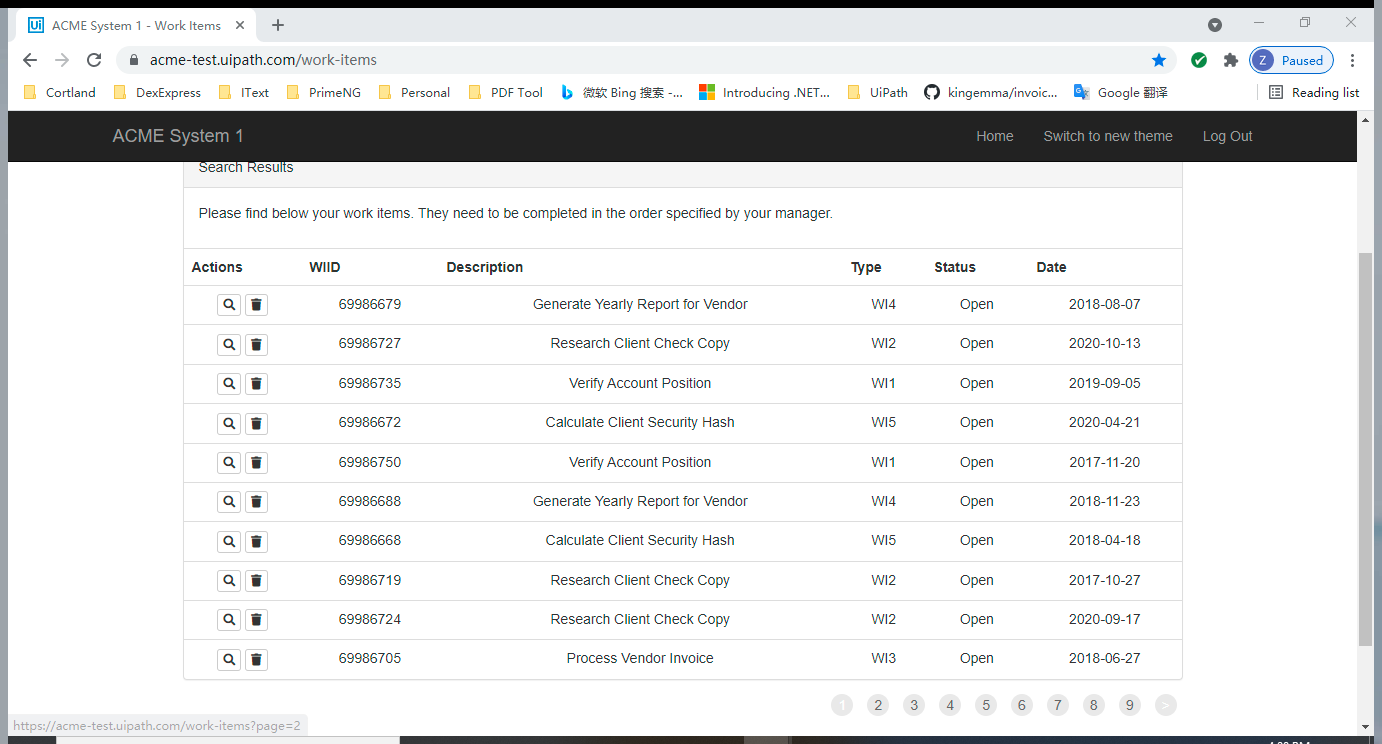 Ui ACME System 1 - Work Items
acme-test.uipath.com/work-items
Z Paused
Cortland DexExpress IText PrimeNG Personal PDF Tool 微软 Bing 搜索 -... Introducing .NET... UiPath kingemma/invoic... Google 翻译 Reading list
ACME System 1 Home Switch to new theme Log Out
Search Results
Please find below your work items. They need to be completed in the order specified by your manager.
Actions WIID Description Type Status Date
69986679 Generate Yearly Report for Vendor WI4 Open 2018-08-07
69986727 Research Client Check Copy WI2 Open 2020-10-13
69986735 Verify Account Position WI1 Open 2019-09-05
69986672 Calculate Client Security Hash WI5 Open 2020-04-21
69986750 Verify Account Position WI1 Open 2017-11-20
69986688 Generate Yearly Report for Vendor WI4 Open 2018-11-23
69986668 Calculate Client Security Hash WI5 Open 2018-04-18
69986719 Research Client Check Copy WI2 Open 2017-10-27
69986724 Research Client Check Copy WI2 Open 2020-09-17
69986705 Process Vendor Invoice WI3 Open 2018-06-27
1 2 3 4 5 6 7 8 9 >
https://acme-test.uipath.com/work-items?page=2